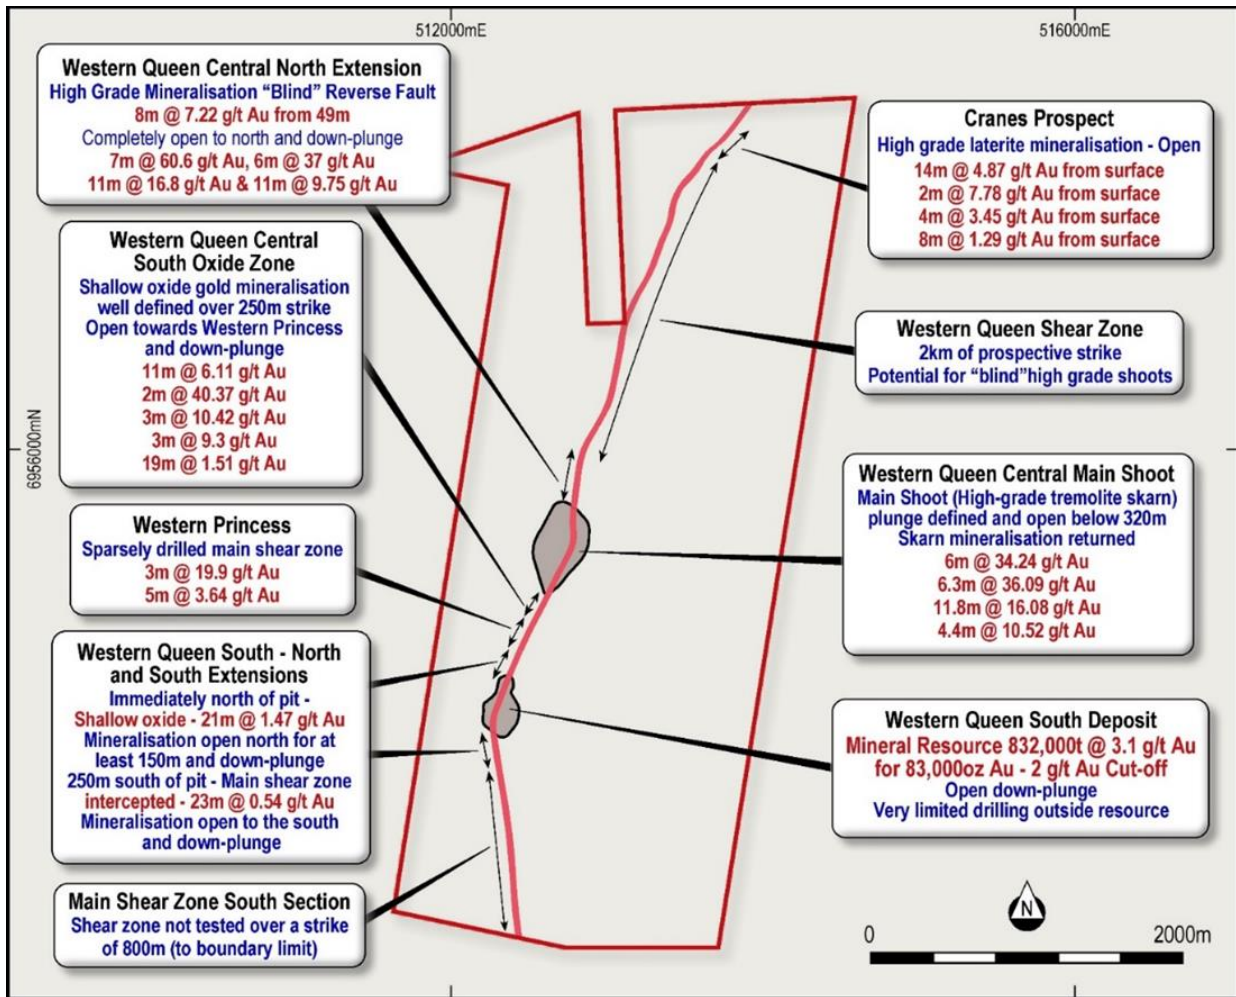 512000mE
516000mE
Western Queen Central North Extension
High Grade Mineralisation “Blind” Reverse Fault
8m @ 7.22 g/t Au from 49m
Completely open to north and down-plunge
7m @ 60.6 g/t Au, 6m @ 37 g/t Au
11m @ 16.8 g/t Au & 11m @ 9.75 g/t Au
Cranes Prospect
High grade laterite mineralisation - Open
14m @ 4.87 g/t Au from surface
2m @ 7.78 g/t Au from surface
4m @ 3.45 g/t Au from surface
8m @ 1.29 g/t Au from surface
Western Queen Central
South Oxide Zone
Shallow oxide gold mineralisation
well defined over 250m strike
Open towards Western Princess
and down-plunge
11m @ 6.11 g/t Au
2m @ 40.37 g/t Au
3m @ 10.42 g/t Au
3m @ 9.3 g/t Au
19m @ 1.51 g/t Au
Western Queen Shear Zone
2km of prospective strike
Potential for “blind”high grade shoots
6956000mN
Western Queen Central Main Shoot
Main Shoot (High-grade tremolite skarn)
plunge defined and open below 320m
Skarn mineralisation returned
6m @ 34.24 g/t Au
6.3m @ 36.09 g/t Au
11.8m @ 16.08 g/t Au
4.4m @ 10.52 g/t Au
Western Princess
Sparsely drilled main shear zone
3m @ 19.9 g/t Au
5m @ 3.64 g/t Au
Western Queen South - North
and South Extensions
Immediately north of pit -
Shallow oxide - 21m @ 1.47 g/t Au
Mineralisation open north for at
least 150m and down-plunge
250m south of pit - Main shear zone
intercepted - 23m @ 0.54 g/t Au
Mineralisation open to the south
and down-plunge
Western Queen South Deposit
Mineral Resource 832,000t @ 3.1 g/t Au
for 83,000oz Au - 2 g/t Au Cut-off
Open down-plunge
Very limited drilling outside resource
Main Shear Zone South Section
Shear zone not tested over a strike
of 800m (to boundary limit)
N
0
2000m